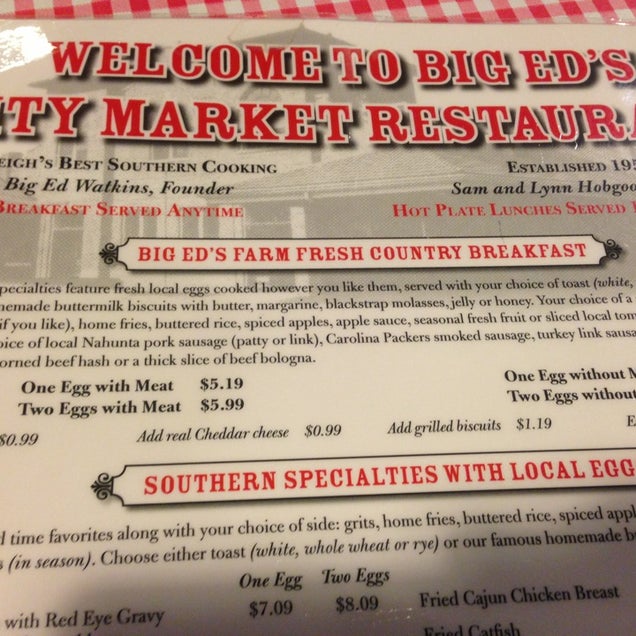 WELCOME TO BIG ED'S
ITY MARKET RESTAURA
EIGH'S BEST SOUTHERN COOKING
ESTABLISHED 195
Big Ed Watkins, Founder
Sam and Lynn Hobgoo
BREAKFAST SERVED ANYTIME
HOT PLATE LUNCHES SERVED
BIG ED'S FARM FRESH COUNTRY BREAKFAST
pecialties feature fresh local eggs cooked however you like them, served with your choice of toast (white,
memade buttermilk biscuits with butter, margarine, blackstrap molasses, jelly or honey. Your choice of a
if you like), home fries, buttered rice, spiced apples, apple sauce, seasonal fresh fruit or sliced local tom
oice of local Nahunta pork sausage (patty or link), Carolina Packers smoked sausage, turkey link sausa
orned beef hash or a thick slice of beef bologna.
One Egg with Meat $5.19
One Egg without M
Two Eggs with Meat $5.99
Two Eggs without
$0.99 Add real Cheddar cheese $0.99 Add grilled biscuits $1.19 E
SOUTHERN SPECIALTIES WITH LOCAL EGG
d time favorites along with your choice of side: grits, home fries, buttered rice, spiced appl
s (in season). Choose either toast (white, whole wheat or rye) or our famous homemade b
One Egg Two Eggs
with Red Eye Gravy $7.09 $8.09 Fried Cajun Chicken Breast
Fried Catfish